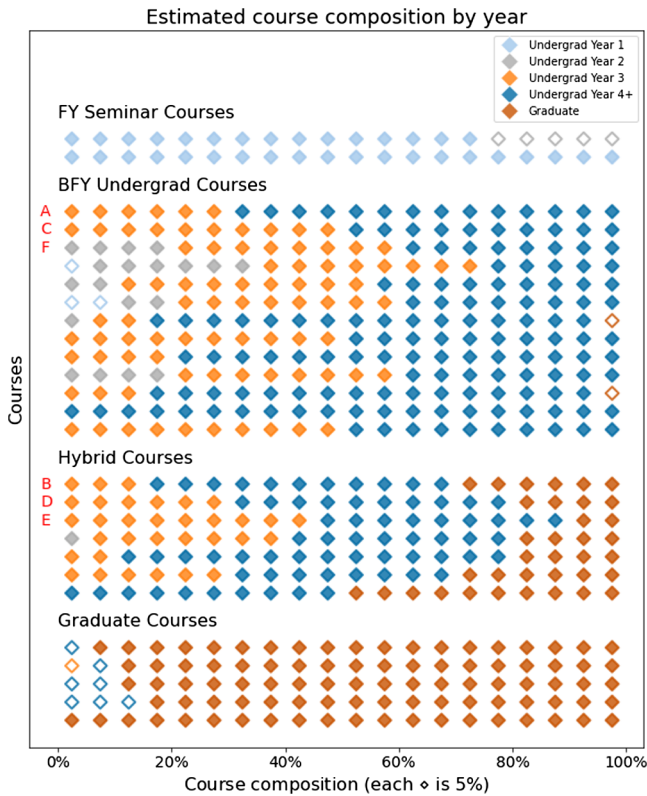 Estimated course composition by year
Undergrad Year 1
Undergrad Year 2
Undergrad Year 3
Undergrad Year 4+
Graduate
FY Seminar Courses
BFY Undergrad Courses
A
C
F
Courses
Hybrid Courses
B
D
E
Graduate Courses
0% 20% 40% 60% 80% 100%
Course composition (each ⋄ is 5%)